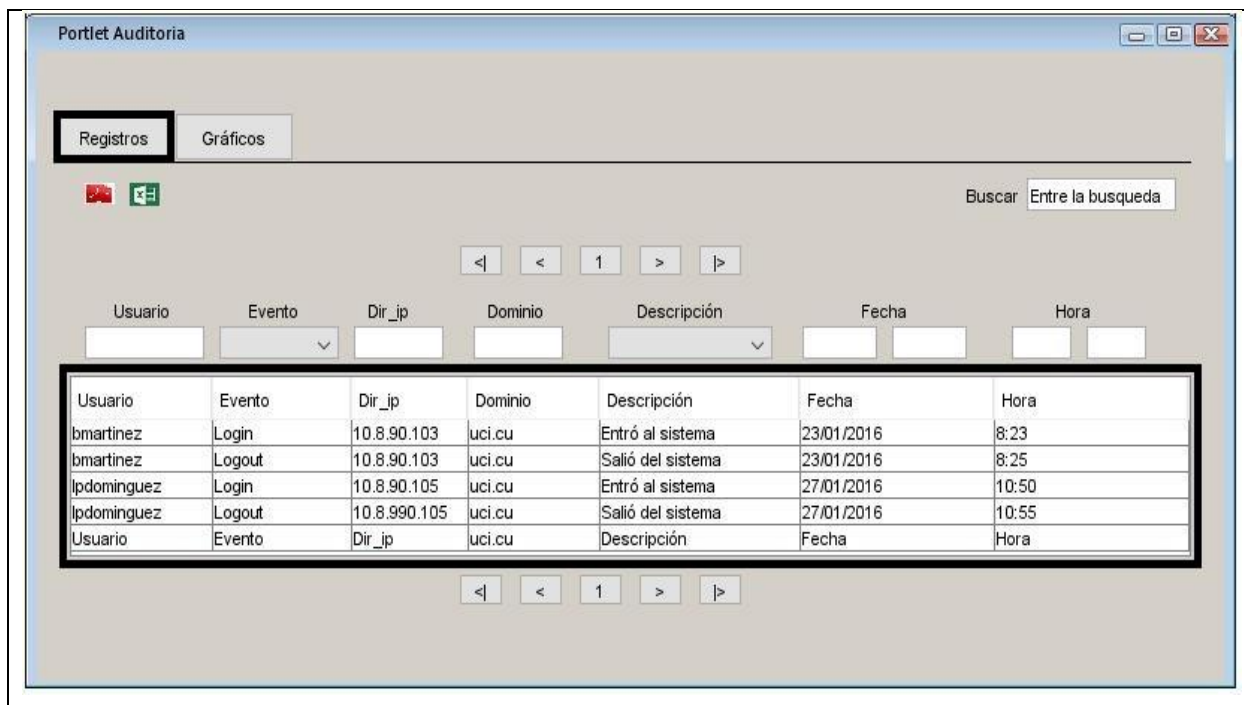 Portlet Auditoria
Registros Gráficos
Buscar Entre la busqueda
<| < 1 > |>
Usuario Evento Dir_ip Dominio Descripción Fecha Hora
Usuario Evento Dir_ip Dominio Descripción Fecha Hora
bmartinez Login 10.8.90.103 uci.cu Entró al sistema 23/01/2016 8:23
bmartinez Logout 10.8.90.103 uci.cu Salió del sistema 23/01/2016 8:25
lpdominguez Login 10.8.90.105 uci.cu Entró al sistema 27/01/2016 10:50
lpdominguez Logout 10.8.990.105 uci.cu Salió del sistema 27/01/2016 10:55
Usuario Evento Dir_ip uci.cu Descripción Fecha Hora
<| < 1 > |>